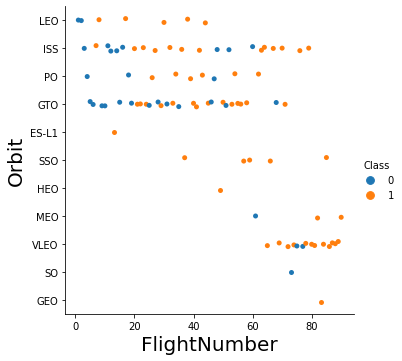 LEO
ISS
PO
GTO
ES-L1
SSO
HEO
MEO
VLEO
SO
GEO
Orbit
Class
0
1
0 20 40 60 80
FlightNumber